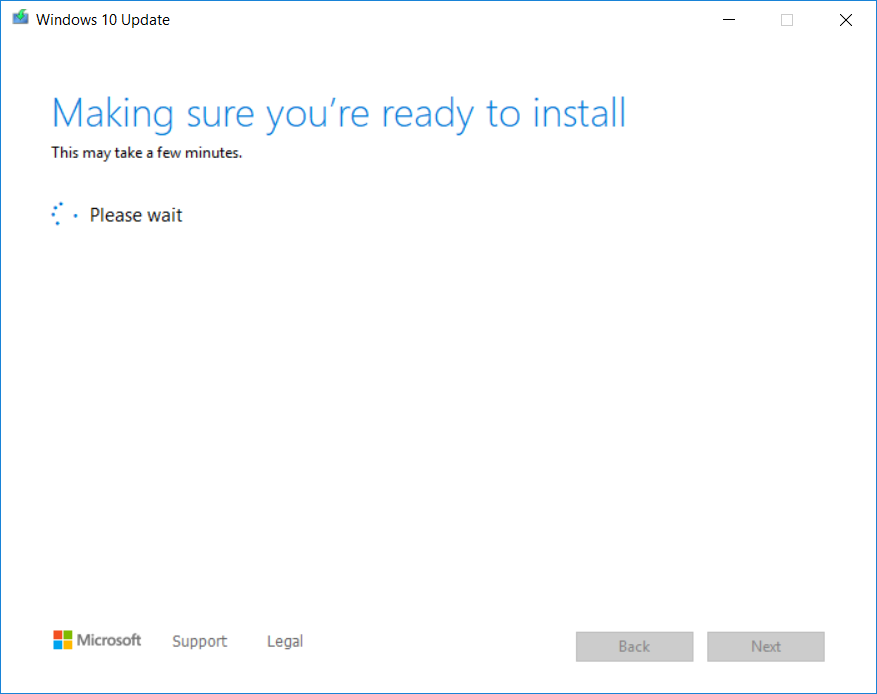 Windows 10 Update
Making sure you’re ready to install
This may take a few minutes.
Please wait
Microsoft Support Legal
Back Next